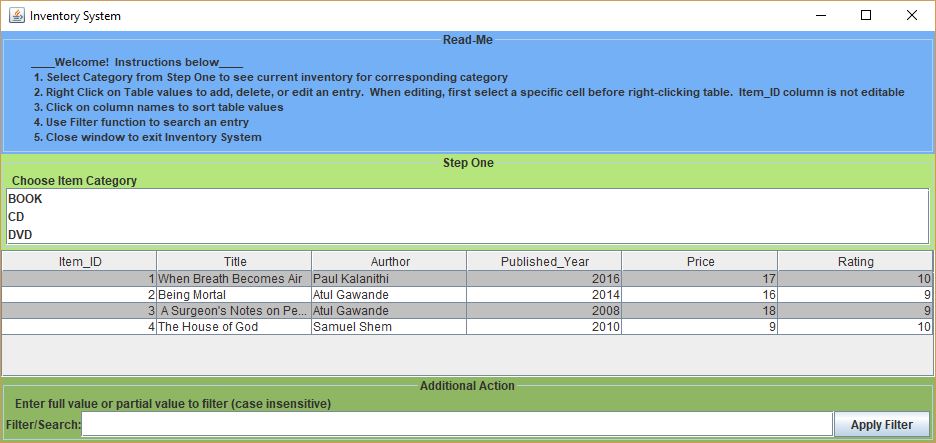 Inventory System
Read-Me
____Welcome!  Instructions below____
1. Select Category from Step One to see current inventory for corresponding category
2. Right Click on Table values to add, delete, or edit an entry.  When editing, first select a specific cell before right-clicking table.  Item_ID column is not editable
3. Click on column names to sort table values
4. Use Filter function to search an entry
5. Close window to exit Inventory System
Step One
Choose Item Category
BOOK
CD
DVD
Item_ID Title Aurthor Published_Year Price Rating
1 When Breath Becomes Air Paul Kalanithi 2016 17 10
2 Being Mortal Atul Gawande 2014 16 9
3 A Surgeon's Notes on Pe... Atul Gawande 2008 18 9
4 The House of God Samuel Shem 2010 9 10
Additional Action
Enter full value or partial value to filter (case insensitive)
Filter/Search: Apply Filter